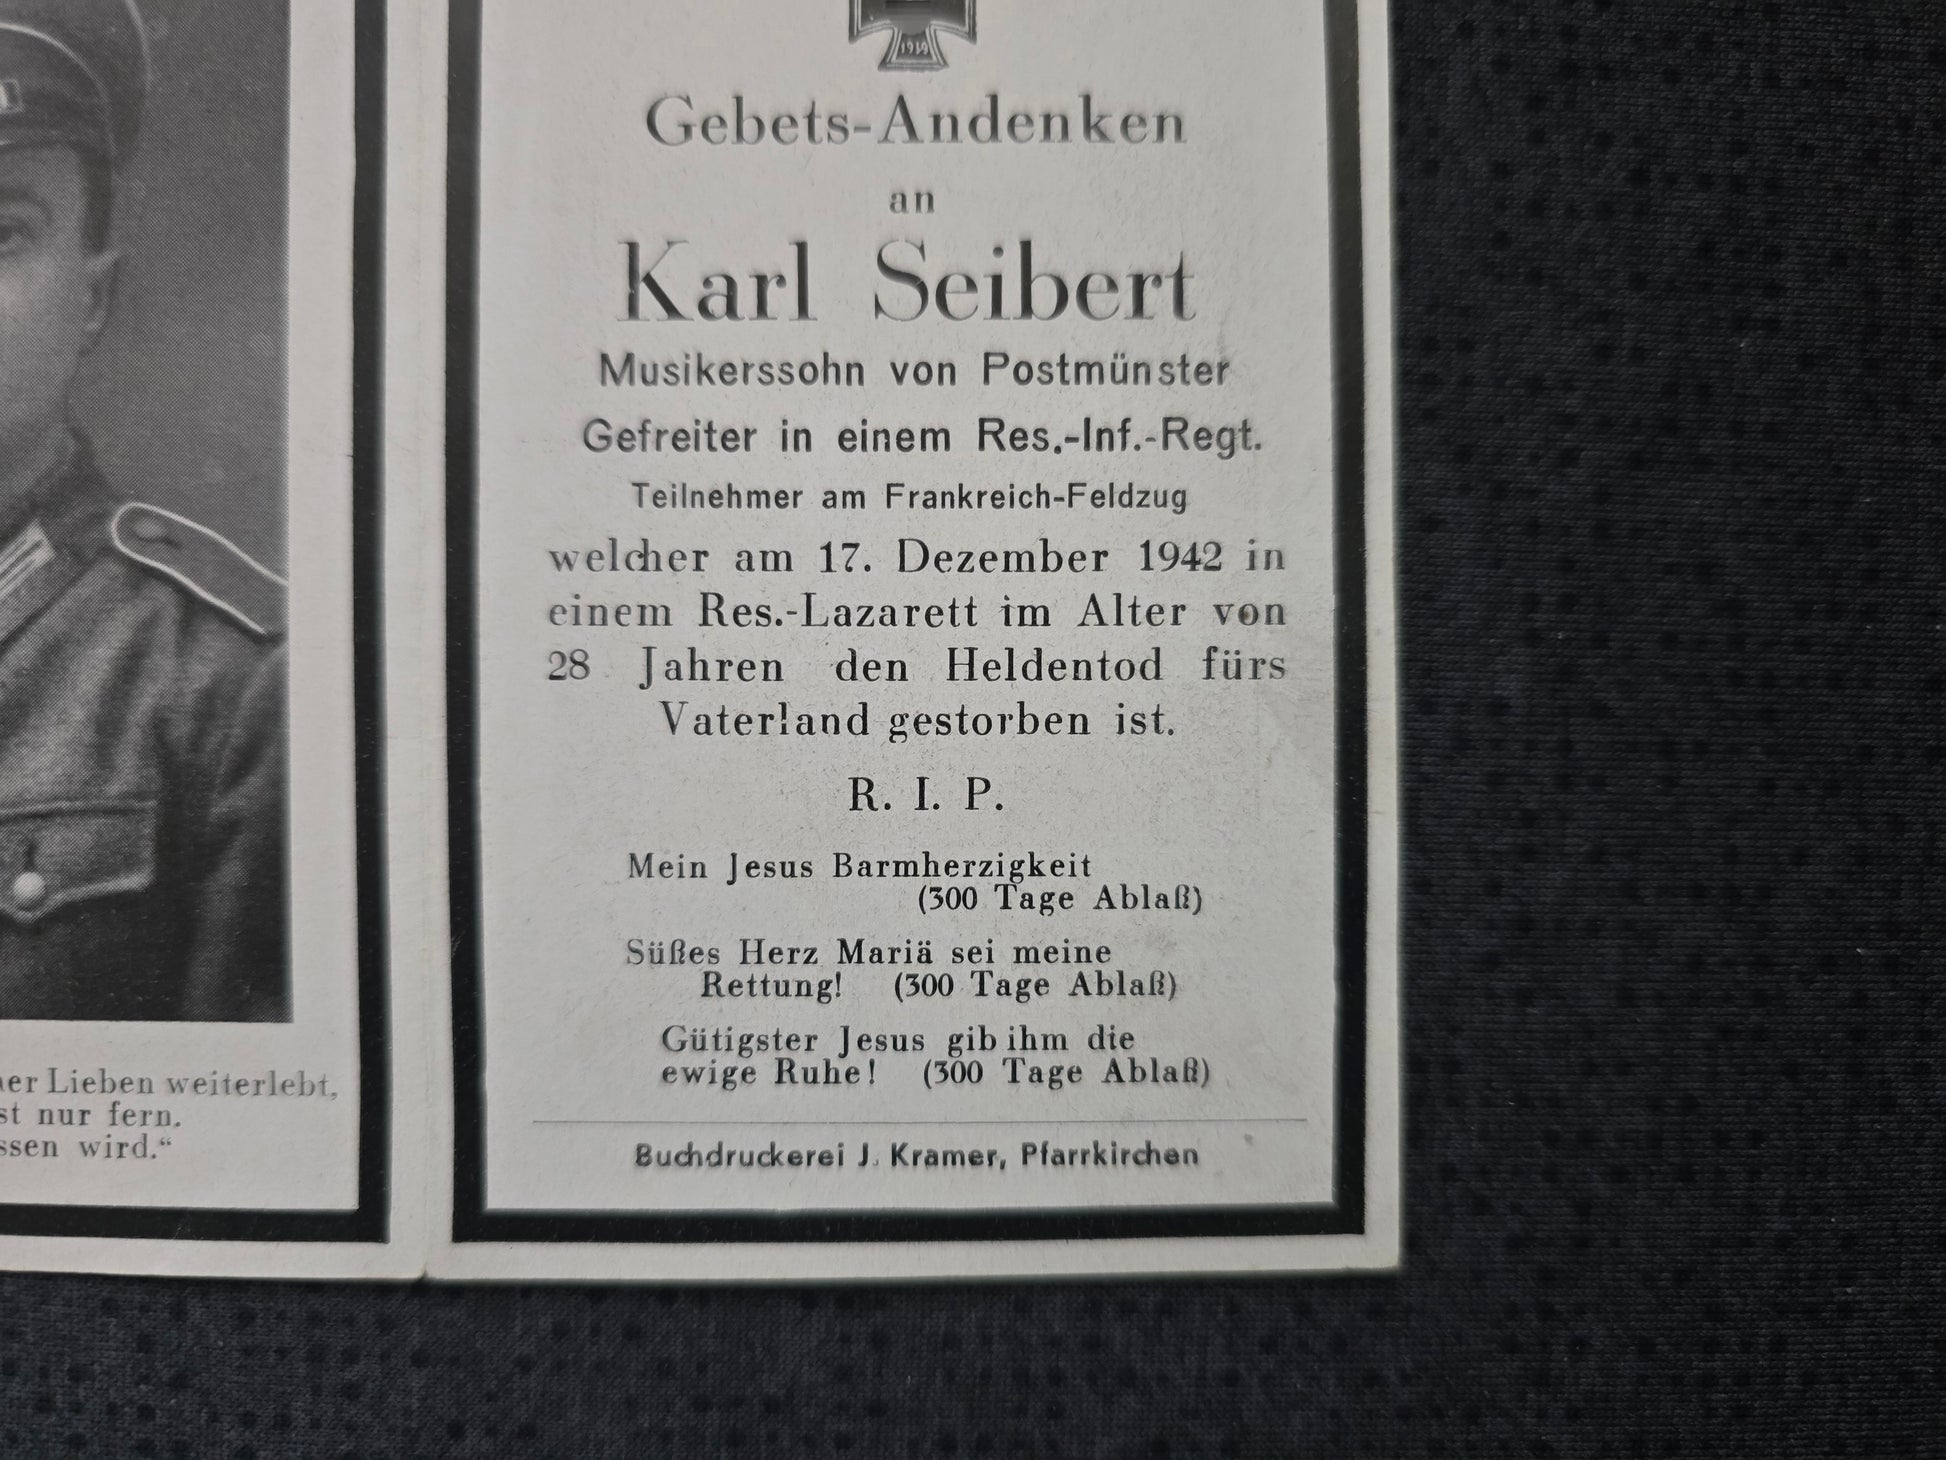 1939
Gebets-Andenken
an
Karl Seibert
Musikerssohn von Postmünster
Gefreiter in einem Res.-Inf.-Regt.
Teilnehmer am Frankreich-Feldzug
welcher am 17. Dezember 1942 in
einem Res.-Lazarett im Alter von
28 Jahren den Heldentod fürs
Vaterland gestorben ist.
R. I. P.
Mein Jesus Barmherzigkeit
(300 Tage Ablaß)
Süßes Herz Mariä sei meine
Rettung! (300 Tage Ablaß)
Gütigster Jesus gib ihm die
ewige Ruhe! (300 Tage Ablaß)
Buchdruckerei J. Kramer, Pfarrkirchen
Lieben weiterlebt,
nur fern.
wird.“